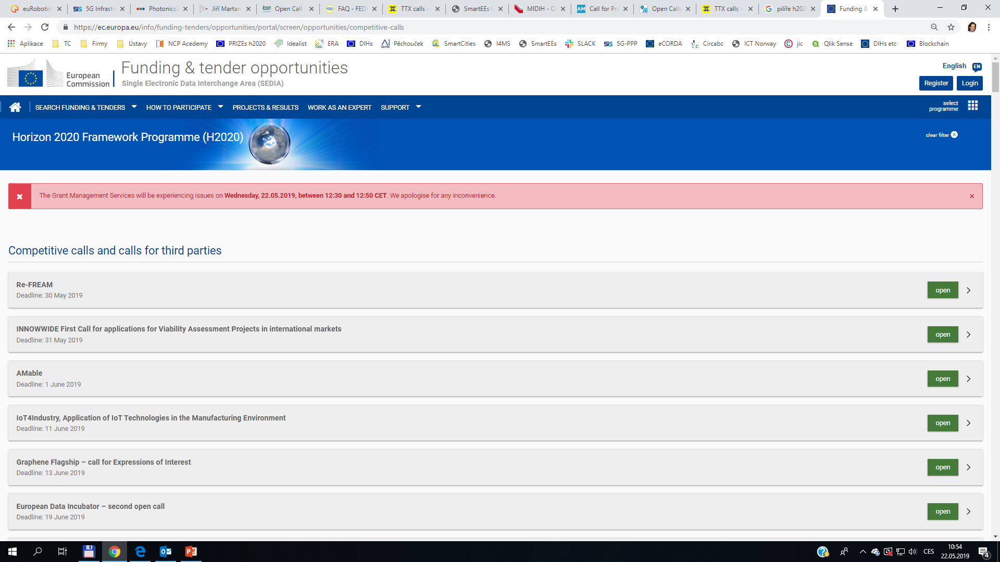 euRobotics
5G Infrastr
Photonics2
Jiří Martan
Open Call
FAQ - FED
TTX calls -
SmartEEs
MIDIH - O
Call for Pr
Open Calls
TTX calls -
pilíře h202
Funding &
https://ec.europa.eu/info/funding-tenders/opportunities/portal/screen/opportunities/competitive-calls
Aplikace TC Firmy Ustavy NCP Acedemy PRIZEs h2020 Idealist ERA DIHs Pěchouček SmartCities I4MS SmartEEs SLACK 5G-PPP eCORDA Circabc ICT Norway jic Qlik Sense DIHs etc Blockchain
European
Commission
Funding & tender opportunities
Single Electronic Data Interchange Area (SEDIA)
English EN
Register Login
SEARCH FUNDING & TENDERS HOW TO PARTICIPATE PROJECTS & RESULTS WORK AS AN EXPERT SUPPORT
select
programme
Horizon 2020 Framework Programme (H2020)
clear filter
The Grant Management Services will be experiencing issues on Wednesday, 22.05.2019, between 12:30 and 12:50 CET. We apologise for any inconvenience.
Competitive calls and calls for third parties
Re-FREAM
Deadline: 30 May 2019
open
INNOWWIDE First Call for applications for Viability Assessment Projects in international markets
Deadline: 31 May 2019
open
AMable
Deadline: 1 June 2019
open
IoT4Industry, Application of IoT Technologies in the Manufacturing Environment
Deadline: 11 June 2019
open
Graphene Flagship – call for Expressions of Interest
Deadline: 13 June 2019
open
European Data Incubator – second open call
Deadline: 19 June 2019
open
CES
10:54
22.05.2019
4